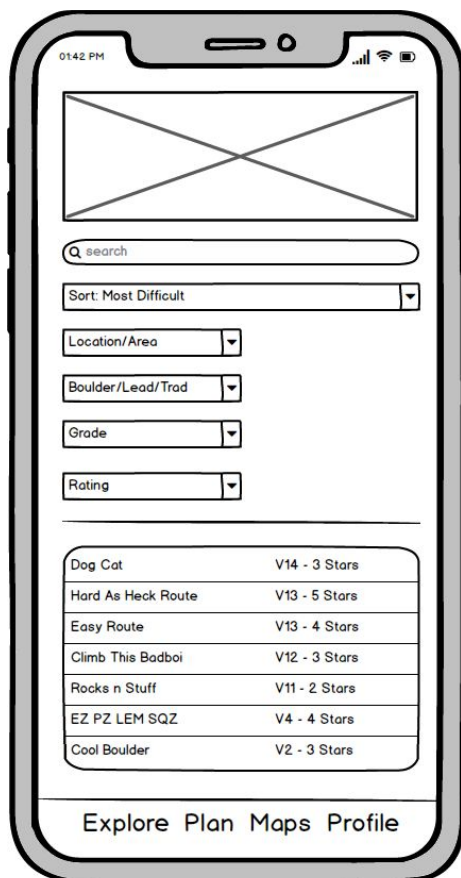 01:42 PM
search
Sort: Most Difficult
Location/Area
Boulder/Lead/Trad
Grade
Rating
Dog Cat V14 - 3 Stars
Hard As Heck Route V13 - 5 Stars
Easy Route V13 - 4 Stars
Climb This Badboi V12 - 3 Stars
Rocks n Stuff V11 - 2 Stars
EZ PZ LEM SQZ V4 - 4 Stars
Cool Boulder V2 - 3 Stars
Explore Plan Maps Profile